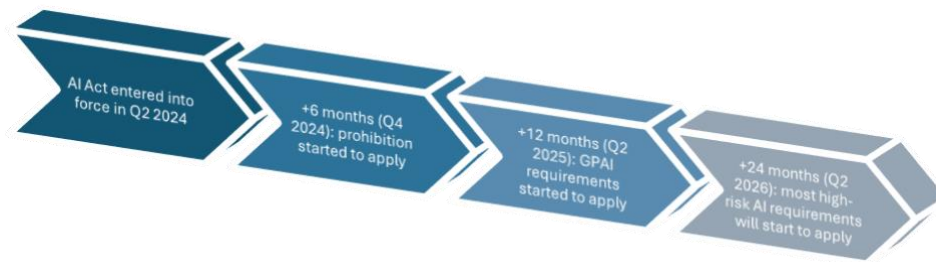 AI Act entered into
force in Q2 2024
+6 months (Q4
2024): prohibition
started to apply
+12 months (Q2
2025): GPAI
requirements
started to apply
+24 months (Q2
2026): most high-
risk AI requirements
will start to apply